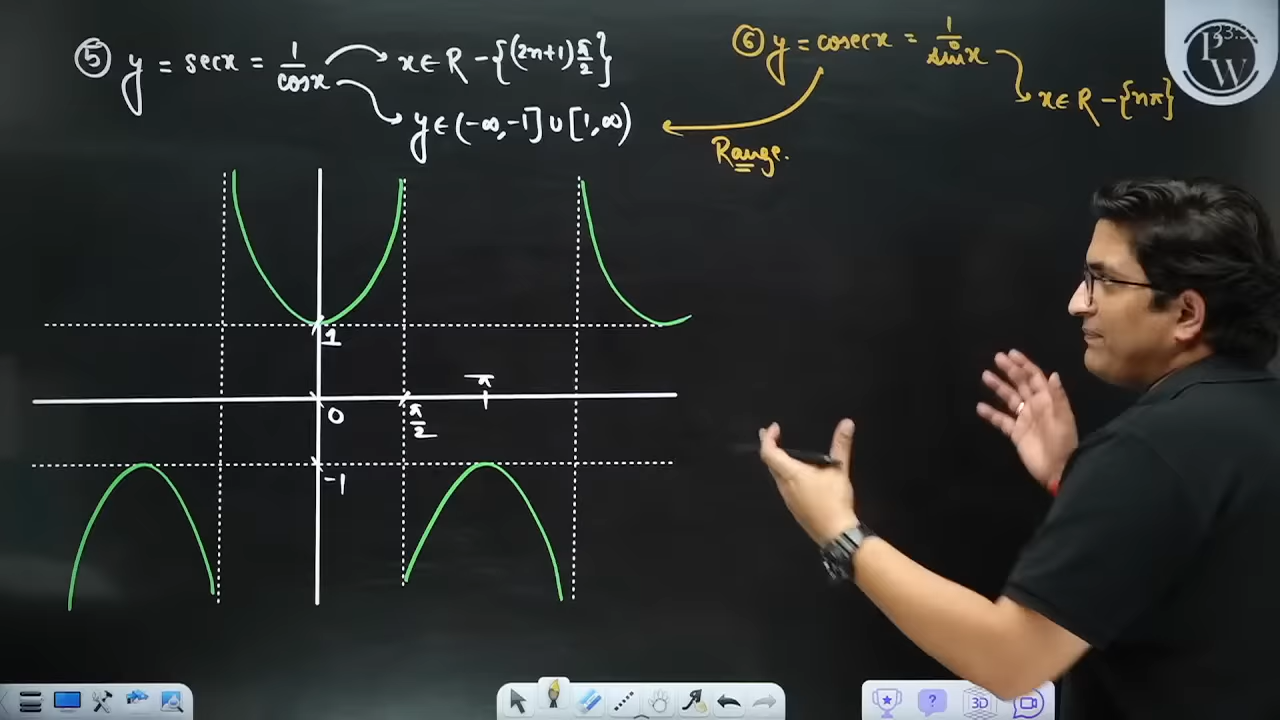 ⑤ y = secx = 1/cosx → x ∈ R - {(2n+1)π/2}
→ y ∈ (-∞, -1] ∪ [1, ∞)
⑥ y = cosecx = 1/sinx
→ x ∈ R - {nπ}
Range.
1
π
0
π/2
-1
PW
3D
?